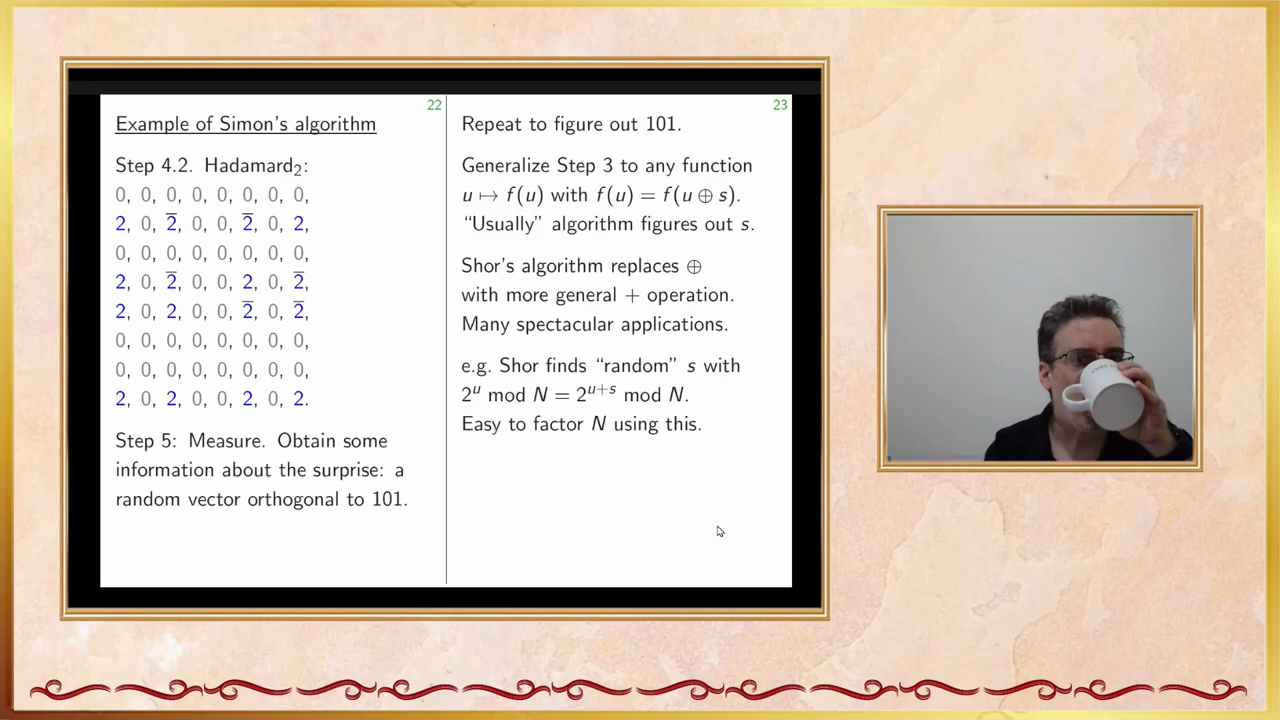 22
Example of Simon's algorithm
Step 4.2. Hadamard₂:
0, 0, 0, 0, 0, 0, 0, 0,
2, 0, 2̅, 0, 0, 2̅, 0, 2,
0, 0, 0, 0, 0, 0, 0, 0,
2, 0, 2̅, 0, 0, 2, 0, 2̅,
2, 0, 2, 0, 0, 2̅, 0, 2̅,
0, 0, 0, 0, 0, 0, 0, 0,
0, 0, 0, 0, 0, 0, 0, 0,
2, 0, 2, 0, 0, 2, 0, 2.
Step 5: Measure. Obtain some
information about the surprise: a
random vector orthogonal to 101.
23
Repeat to figure out 101.
Generalize Step 3 to any function
u ↦ f(u) with f(u) = f(u ⊕ s).
“Usually” algorithm figures out s.
Shor's algorithm replaces ⊕
with more general + operation.
Many spectacular applications.
e.g. Shor finds “random” s with
2ᵘ mod N = 2ᵘ⁺ˢ mod N.
Easy to factor N using this.